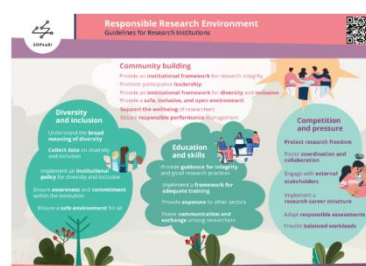 SOPs4RI
Responsible Research Environment
Guidelines for Research Institutions
Community building
Provide an institutional framework for research integrity
Promote participative leadership
Provide an institutional framework for diversity and inclusion
Provide a safe, inclusive, and open environment
Support the wellbeing of researchers
Ensure responsible performance management
Diversity
and inclusion
Understand the broad
meaning of diversity
Collect data on diversity
and inclusion
Implement an institutional
policy for diversity and inclusion
Ensure awareness and commitment
within the institution
Ensure a safe environment for all
Education
and skills
Provide guidance for integrity
and good research practices
Implement a framework for
adequate training
Provide exposure to other sectors
Foster communication and
exchange among researchers
Competition
and pressure
Protect research freedom
Foster coordination and
collaboration
Engage with external
stakeholders
Implement a
research career structure
Adopt responsible assessments
Provide balanced workloads